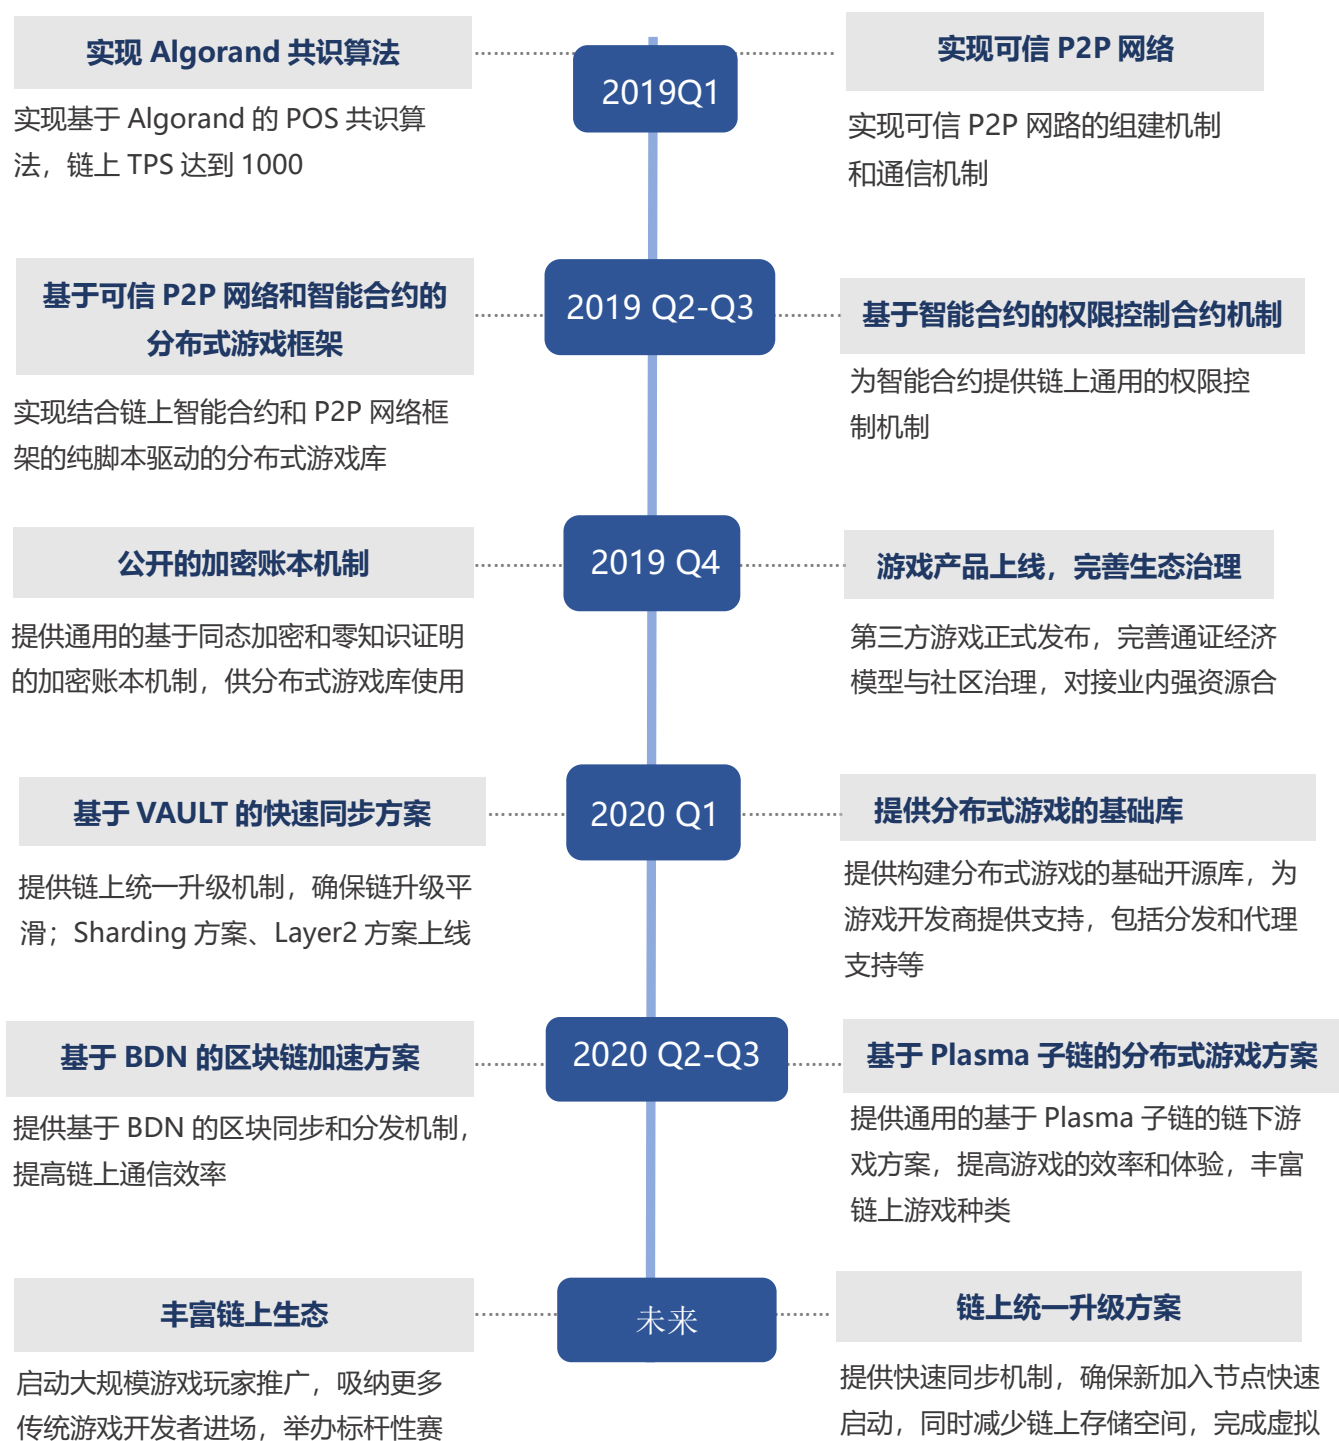 实现 Algorand 共识算法
实现基于 Algorand 的 POS 共识算
法，链上 TPS 达到 1000
2019Q1
实现可信 P2P 网络
实现可信 P2P 网路的组建机制
和通信机制
基于可信 P2P 网络和智能合约的
分布式游戏框架
实现结合链上智能合约和 P2P 网络框
架的纯脚本驱动的分布式游戏库
2019 Q2-Q3
基于智能合约的权限控制合约机制
为智能合约提供链上通用的权限控
制机制
公开的加密账本机制
提供通用的基于同态加密和零知识证明
的加密账本机制，供分布式游戏库使用
2019 Q4
游戏产品上线，完善生态治理
第三方游戏正式发布，完善通证经济
模型与社区治理，对接业内强资源合
基于 VAULT 的快速同步方案
提供链上统一升级机制，确保链升级平
滑；Sharding 方案、Layer2 方案上线
2020 Q1
提供分布式游戏的基础库
提供构建分布式游戏的基础开源库，为
游戏开发商提供支持，包括分发和代理
支持等
基于 BDN 的区块链加速方案
提供基于 BDN 的区块同步和分发机制，
提高链上通信效率
2020 Q2-Q3
基于 Plasma 子链的分布式游戏方案
提供通用的基于 Plasma 子链的链下游
戏方案，提高游戏的效率和体验，丰富
链上游戏种类
丰富链上生态
启动大规模游戏玩家推广，吸纳更多
传统游戏开发者进场，举办标杆性赛
未来
链上统一升级方案
提供快速同步机制，确保新加入节点快速
启动，同时减少链上存储空间，完成虚拟